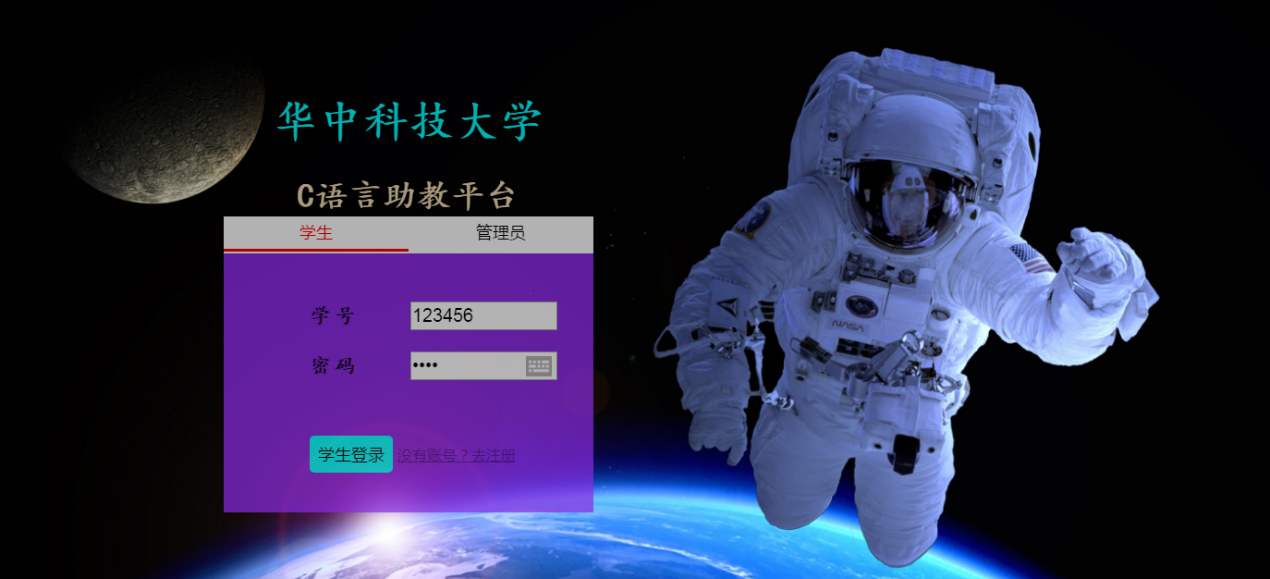 华中科技大学
C语言助教平台
学生 管理员
学号 123456
密码 ••••
学生登录 没有账号？去注册
NASA